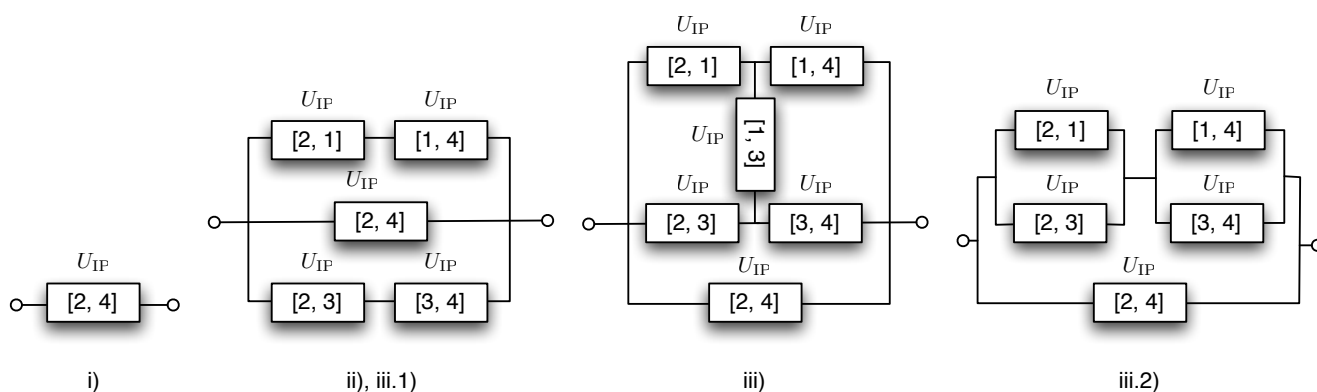 U_IP
[2, 4]
i)
U_IP U_IP
[2, 1] [1, 4]
U_IP
[2, 4]
U_IP U_IP
[2, 3] [3, 4]
ii), iii.1)
U_IP U_IP
[2, 1] [1, 4]
U_IP [1, 3]
U_IP U_IP
[2, 3] [3, 4]
U_IP
[2, 4]
iii)
U_IP U_IP
[2, 1] [1, 4]
U_IP U_IP
[2, 3] [3, 4]
U_IP
[2, 4]
iii.2)